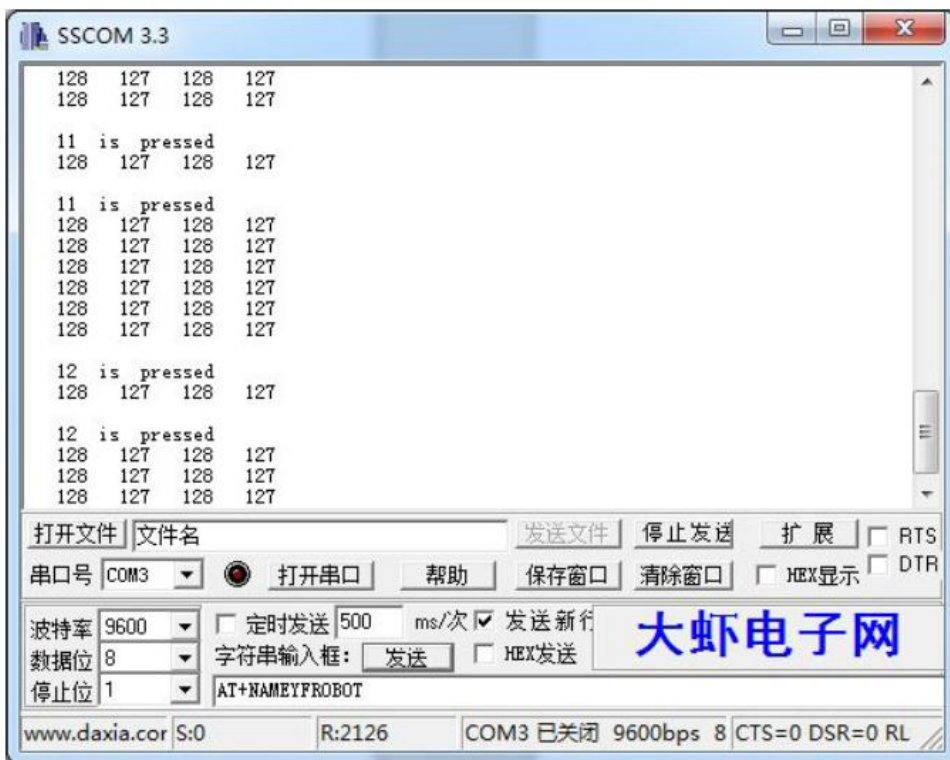 SSCOM 3.3
128 127 128 127
128 127 128 127
11 is pressed
128 127 128 127
11 is pressed
128 127 128 127
128 127 128 127
128 127 128 127
128 127 128 127
128 127 128 127
128 127 128 127
12 is pressed
128 127 128 127
12 is pressed
128 127 128 127
128 127 128 127
128 127 128 127
打开文件 文件名 发送文件 停止发送 扩展 RTS
串口号 COM3 打开串口 帮助 保存窗口 清除窗口 HEX显示 DTR
波特率 9600 定时发送 500 ms/次 发送新行 大虾电子网
数据位 8 字符串输入框: 发送 HEX发送
停止位 1 AT+NAMEYFROBOT
www.daxia.cor S:0 R:2126 COM3 已关闭 9600bps 8 CTS=0 DSR=0 RL